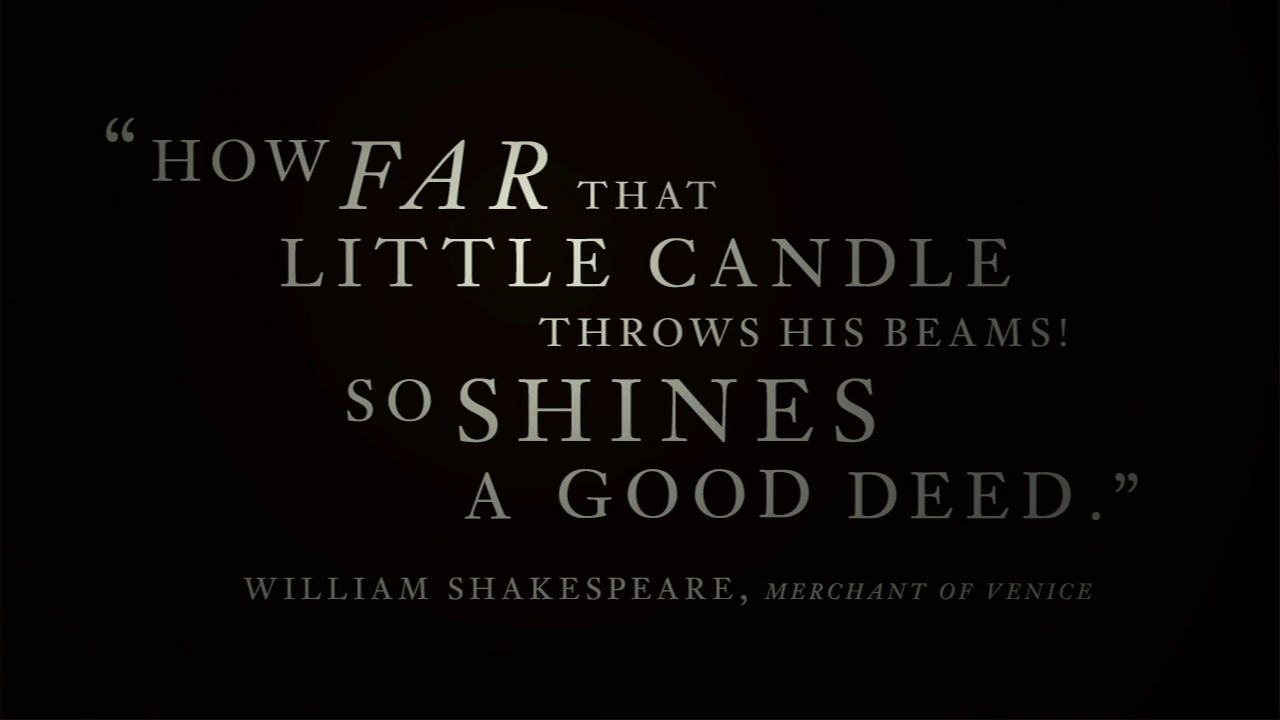 “HOW FAR THAT
LITTLE CANDLE
THROWS HIS BEAMS!
SO SHINES
A GOOD DEED.”
WILLIAM SHAKESPEARE, MERCHANT OF VENICE